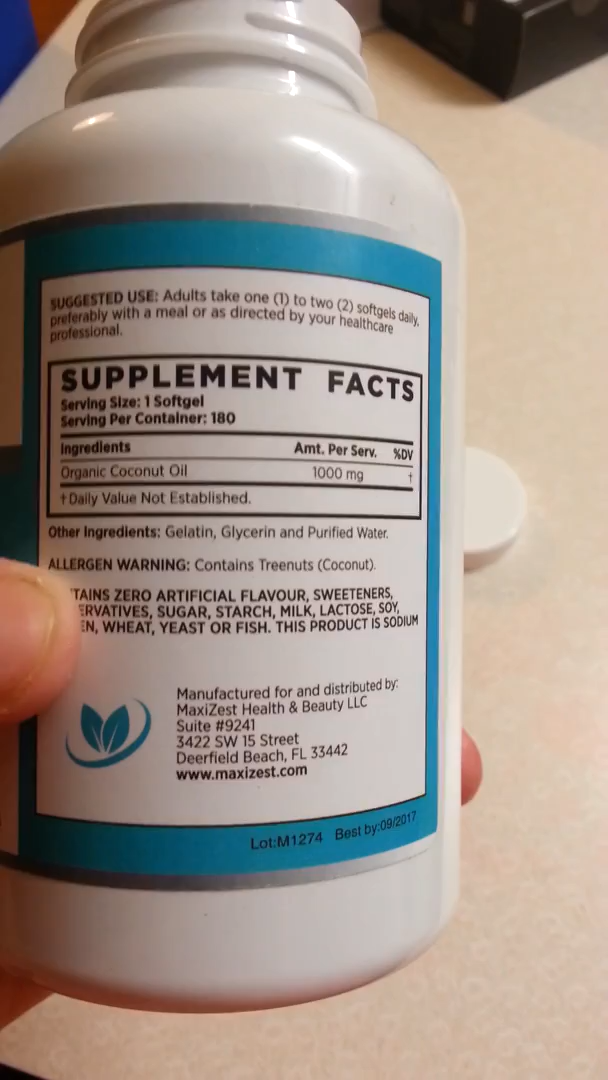 SUGGESTED USE: Adults take one (1) to two (2) softgels daily,
preferably with a meal or as directed by your healthcare
professional.
SUPPLEMENT FACTS
Serving Size: 1 Softgel
Serving Per Container: 180
Ingredients Amt. Per Serv. %DV
Organic Coconut Oil 1000 mg †
† Daily Value Not Established.
Other Ingredients: Gelatin, Glycerin and Purified Water.
ALLERGEN WARNING: Contains Treenuts (Coconut).
ZERO ARTIFICIAL FLAVOUR, SWEETENERS,
SUGAR, STARCH, MILK, LACTOSE, SOY,
WHEAT, YEAST OR FISH. THIS PRODUCT IS SODIUM
Manufactured for and distributed by:
MaxiZest Health & Beauty LLC
Suite #9241
3422 SW 15 Street
Deerfield Beach, FL 33442
www.maxizest.com
Lot:M1274 Best by:09/2017